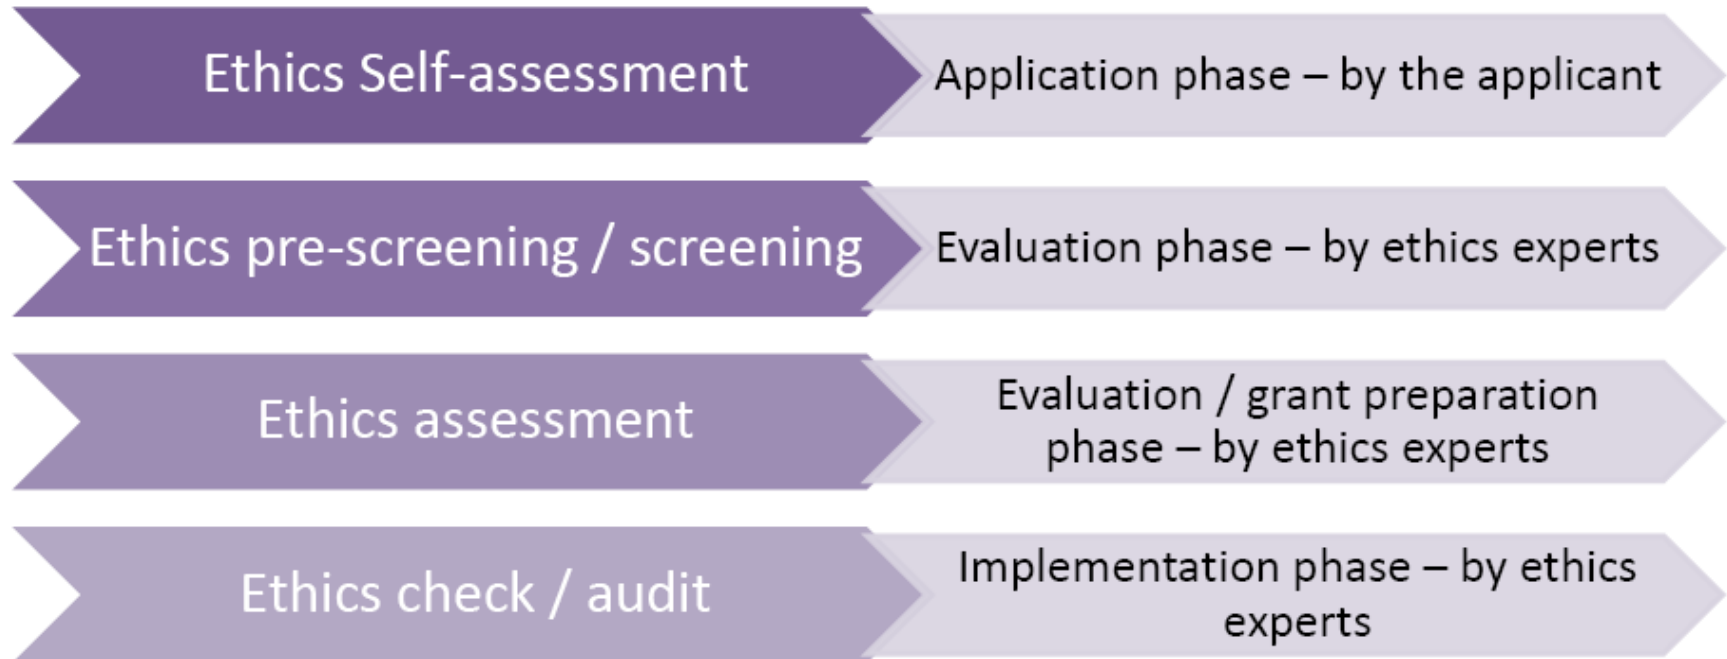 Ethics Self-assessment
Application phase – by the applicant
Ethics pre-screening / screening
Evaluation phase – by ethics experts
Ethics assessment
Evaluation / grant preparation
phase – by ethics experts
Ethics check / audit
Implementation phase – by ethics
experts